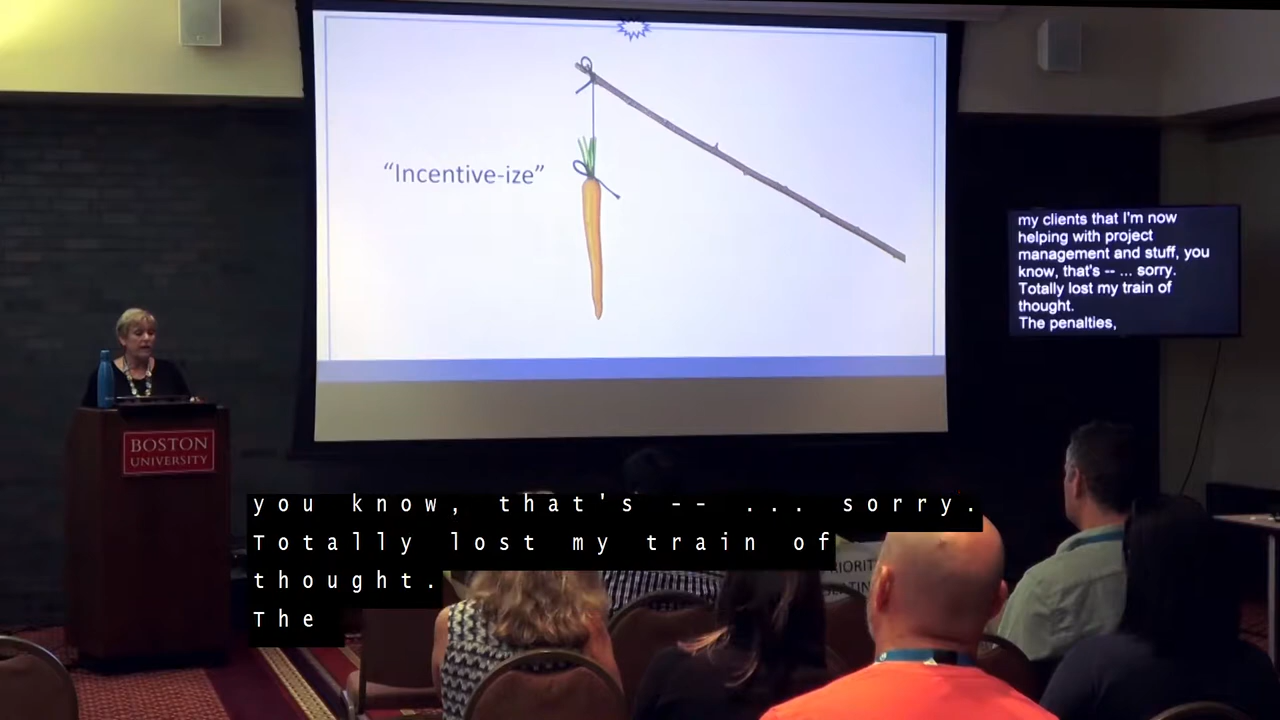 “Incentive-ize”
my clients that I'm now
helping with project
management and stuff, you
know, that's -- ... sorry.
Totally lost my train of
thought.
The penalties,
BOSTON
UNIVERSITY
you know, that's -- ... sorry.
Totally lost my train of
thought.
The